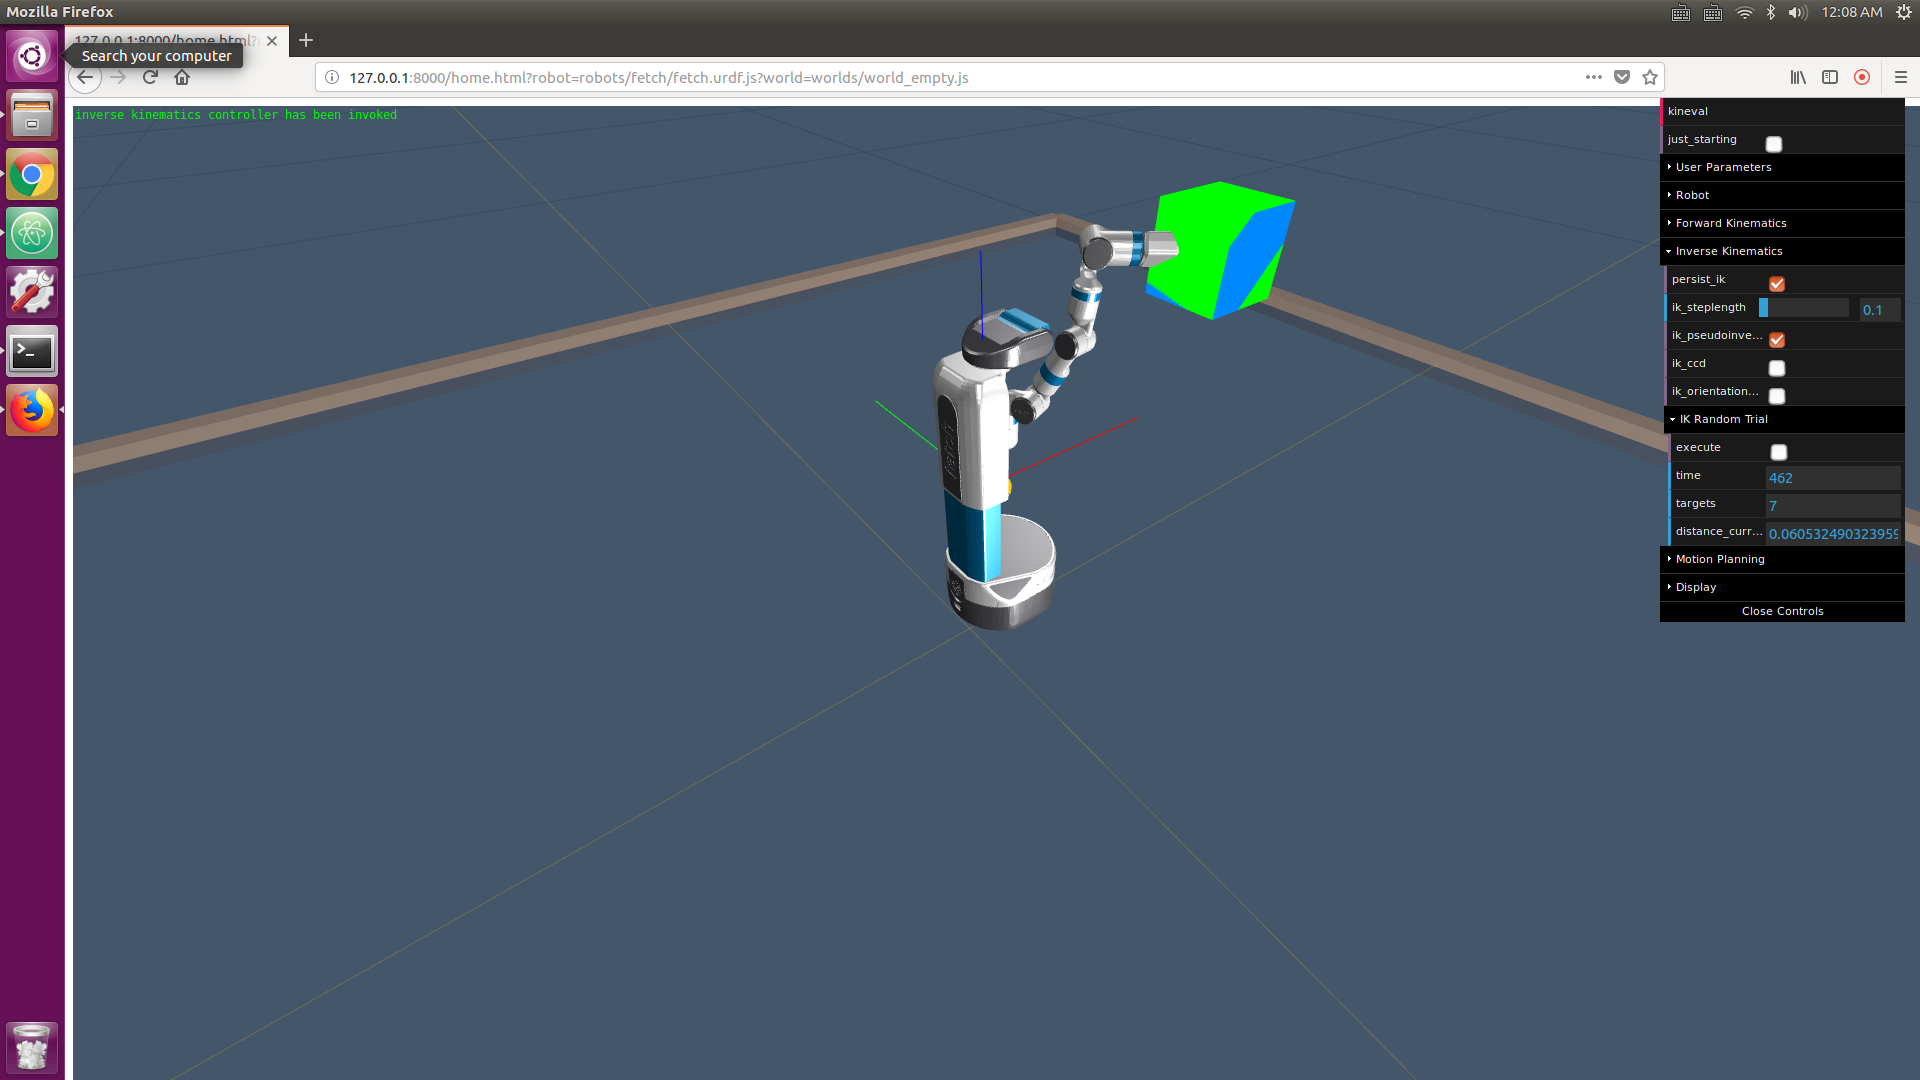 Mozilla Firefox
12:08 AM
127.0.0.1:8000/home.html?
Search your computer
127.0.0.1:8000/home.html?robot=robots/fetch/fetch.urdf.js?world=worlds/world_empty.js
inverse kinematics controller has been invoked
kineval
just_starting
User Parameters
Robot
Forward Kinematics
Inverse Kinematics
persist_ik
ik_steplength 0.1
ik_pseudoinve...
ik_ccd
ik_orientation...
IK Random Trial
execute
time 462
targets 7
distance_curr... 0.060532490323959
Motion Planning
Display
Close Controls
fetch